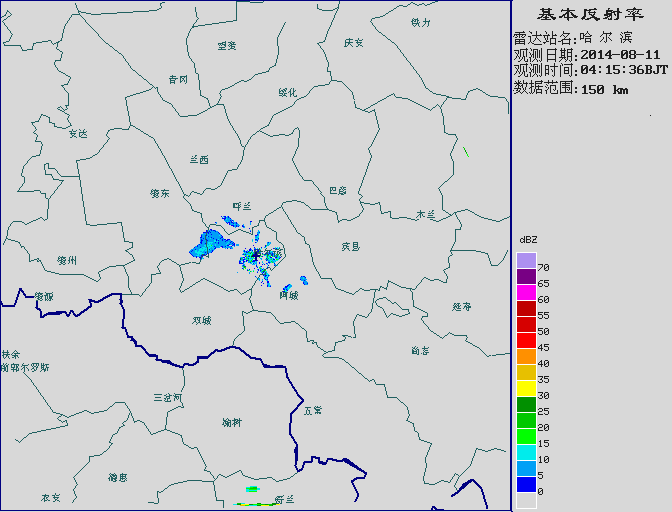 基本反射率
雷达站名:哈 尔 滨
观测日期:2014-08-11
观测时间:04:15:36BJT
数据范围:150 km
铁力
庆安
望奎
青冈
绥化
安达
兰西
肇东
巴彦
呼兰
木兰
宾县
肇州
肇源
阿城
双城
延寿
尚志
扶余
前郭尔罗斯
三岔河
五常
榆树
德惠
农安
舒兰
dBZ
70
65
60
55
50
45
40
35
30
25
20
15
10
5
0